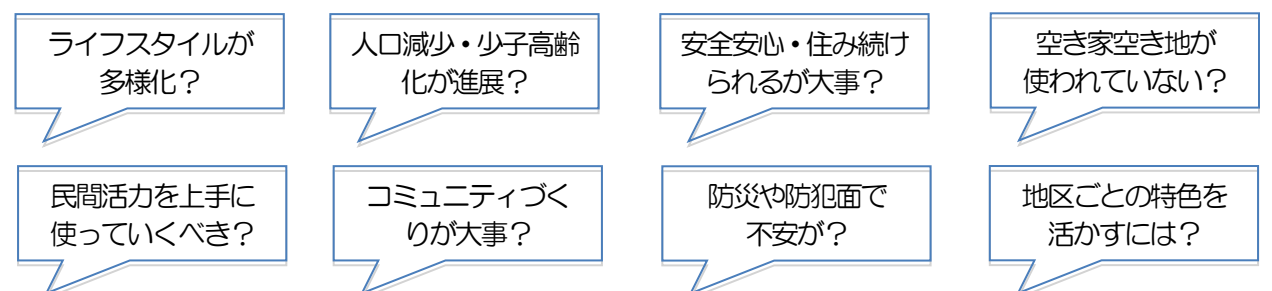 ライフスタイルが
多様化？
人口減少・少子高齢
化が進展？
安全安心・住み続け
られるが大事？
空き家空き地が
使われていない？
民間活力を上手に
使っていくべき？
コミュニティづく
りが大事？
防災や防犯面で
不安が？
地区ごとの特色を
活かすには？